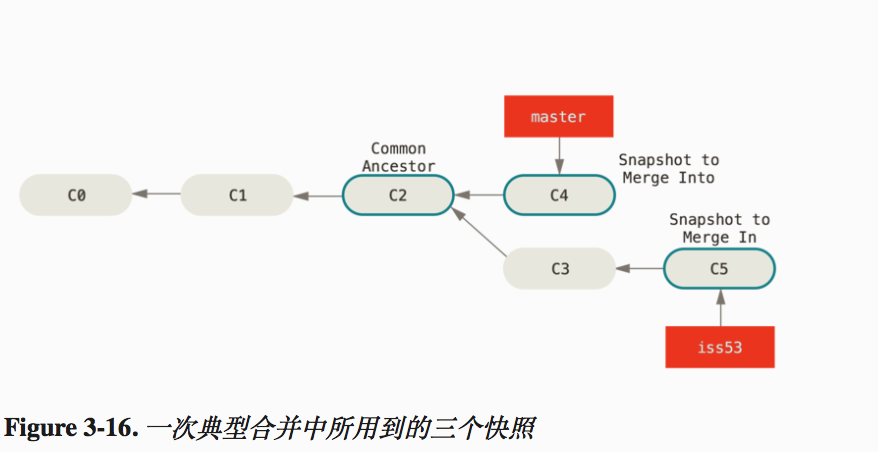 master
Common
Ancestor
Snapshot to
Merge Into
C0
C1
C2
C4
Snapshot to
Merge In
C3
C5
iss53
Figure 3-16. 一次典型合并中所用到的三个快照